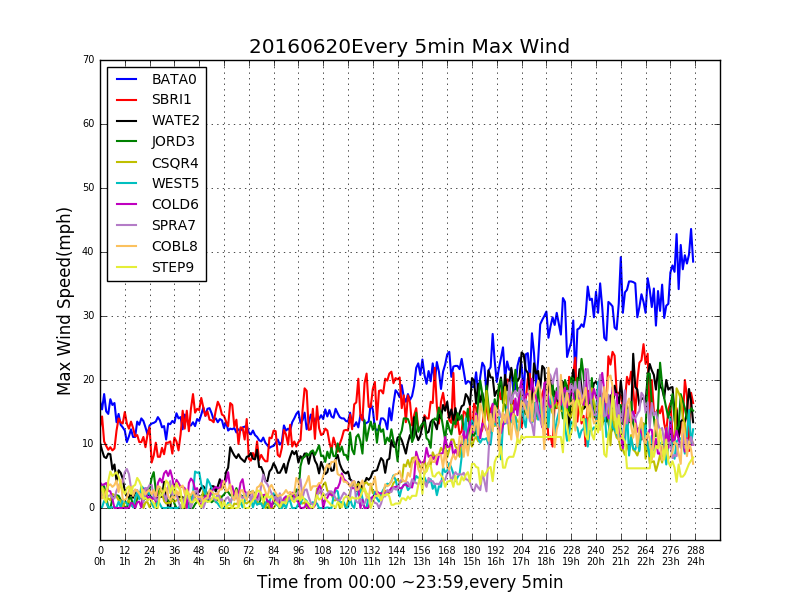 20160620Every 5min Max Wind
70
60
50
40
30
20
10
0
Max Wind Speed(mph)
BATA0
SBRI1
WATE2
JORD3
CSQR4
WEST5
COLD6
SPRA7
COBL8
STEP9
0 12 24 36 48 60 72 84 96 108 120 132 144 156 168 180 192 204 216 228 240 252 264 276 288
0h 1h 2h 3h 4h 5h 6h 7h 8h 9h 10h 11h 12h 13h 14h 15h 16h 17h 18h 19h 20h 21h 22h 23h 24h
Time from 00:00 ~23:59,every 5min